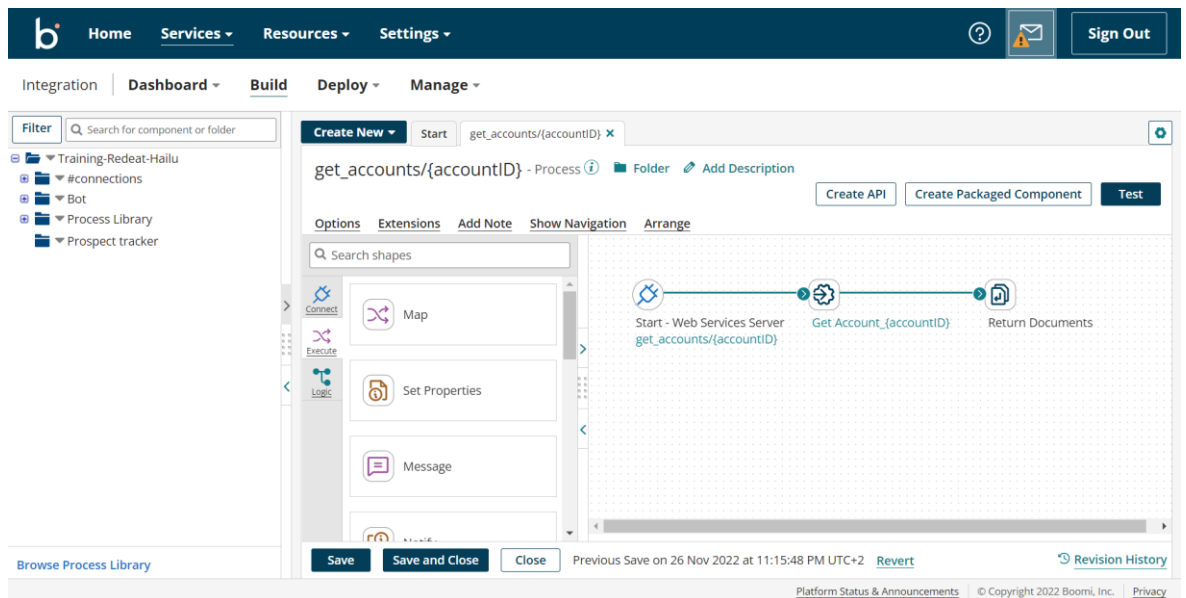 b Home Services Resources Settings Sign Out
Integration Dashboard Build Deploy Manage
Filter Search for component or folder
Training-Redeat-Hailu
#connections
Bot
Process Library
Prospect tracker
Browse Process Library
Create New Start get_accounts/{accountID}
get_accounts/{accountID} - Process Folder Add Description
Create API Create Packaged Component Test
Options Extensions Add Note Show Navigation Arrange
Search shapes
Connect
Execute
Logic
Map
Set Properties
Message
Start - Web Services Server
get_accounts/{accountID}
Get Account_{accountID}
Return Documents
Save Save and Close Close Previous Save on 26 Nov 2022 at 11:15:48 PM UTC+2 Revert Revision History
Platform Status & Announcements © Copyright 2022 Boomi, Inc. Privacy